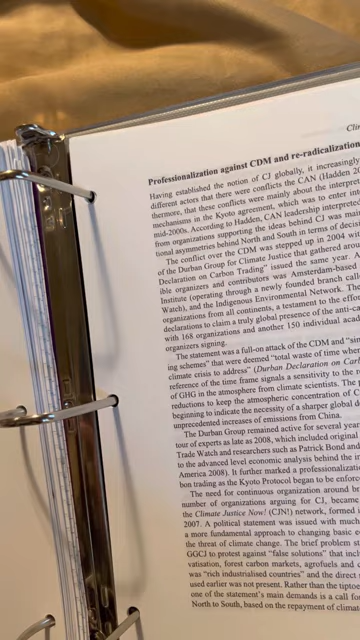 Professionalization against CDM and re-radicalization
Having established the notion of CJ globally, it increasingly
different actors that there were conflicts the CAN (Hadden 20
thermore, that these conflicts were mainly about the interpret
mechanisms in the Kyoto agreement, which was to enter int
mid-2000s. According to Hadden, CAN leadership interpreted
from organizations supporting the ideas behind CJ was mai
tional asymmetries behind North and South in terms of decisi
The conflict over the CDM was stepped up in 2004 wit
of the Durban Group for Climate Justice that gathered aroun
Declaration on Carbon Trading" issued the same year. A
ible organizers and contributors was Amsterdam-based
Institute (operating through a newly founded branch calle
Watch), and the Indigenous Environmental Network. The
organizations from all continents, a testament to the effo
declarations to claim a truly global presence of the anti-ca
with 168 organizations and another 150 individual acad
organizers signing.
The statement was a full-on attack of the CDM and "sin
ing schemes" that were deemed "total waste of time when
climate crisis to address" (Durban Declaration on Carb
reference of the time frame signals a sensitivity to the r
of GHG in the atmosphere from climate scientists. The p
reductions to keep the atmospheric concentration of C
beginning to indicate the necessity of a sharper global d
unprecedented increases of emissions from China.
The Durban Group remained active for several year
tour of experts as late as 2008, which included original
Trade Watch and researchers such as Patrick Bond and
to the advanced level economic analysis behind the in
America 2008). It further marked a professionalizatio
bon trading as the Kyoto Protocol began to be enforce
The need for continuous organization around bro
number of organizations arguing for CJ, became
the Climate Justice Now! (CJN!) network, formed i
2007. A political statement was issued with much
a more fundamental approach to changing basic ec
the threat of climate change. The brief problem st
GGCJ to protest against "false solutions" that incl
vatisation, forest carbon markets, agrofuels and c
was "rich industrialised countries" and the direct
used earlier was not present. Rather than the tiptoe
one of the statement's main demands is a call for
North to South, based on the repayment of climat